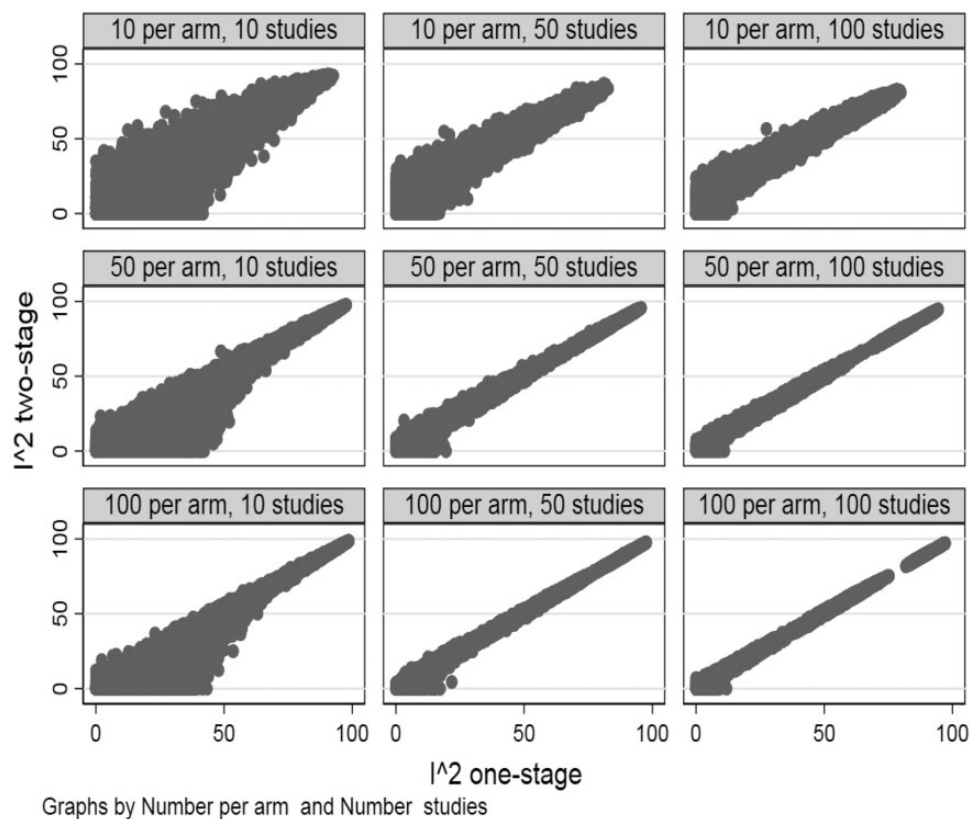 10 per arm, 10 studies
10 per arm, 50 studies
10 per arm, 100 studies
100
50
0
50 per arm, 10 studies
50 per arm, 50 studies
50 per arm, 100 studies
100
50
0
I^2 two-stage
100 per arm, 10 studies
100 per arm, 50 studies
100 per arm, 100 studies
100
50
0
0 50 100
0 50 100
0 50 100
I^2 one-stage
Graphs by Number per arm and Number studies